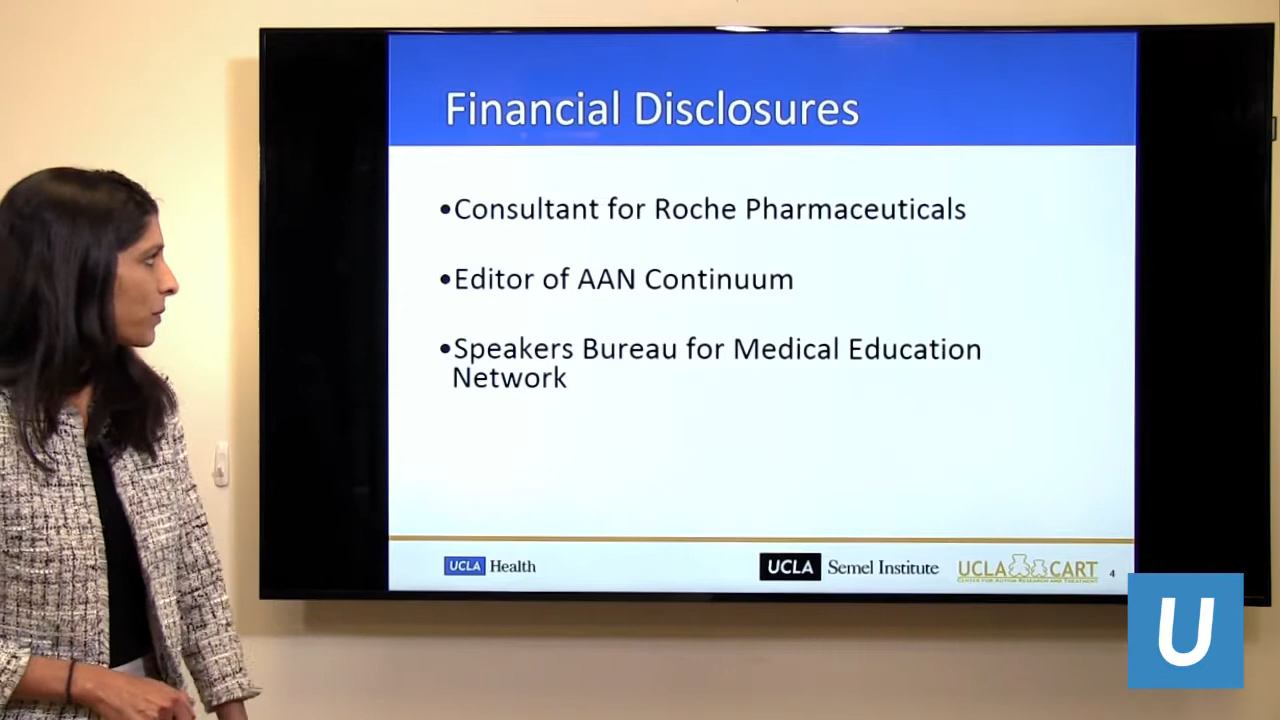 Financial Disclosures
•Consultant for Roche Pharmaceuticals
•Editor of AAN Continuum
•Speakers Bureau for Medical Education
Network
UCLA Health
UCLA Semel Institute
UCLA CART
CENTER FOR AUTISM RESEARCH AND TREATMENT
4
U